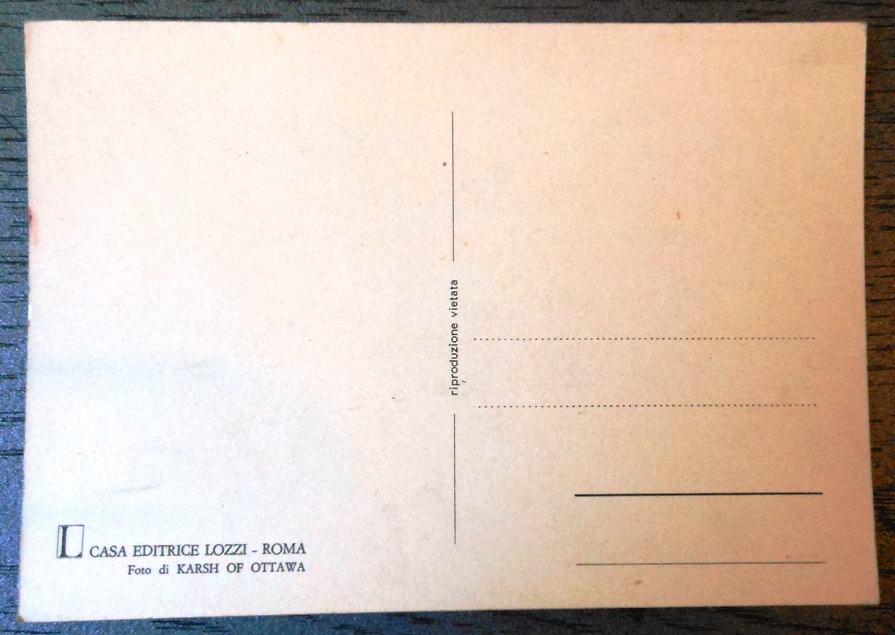 riproduzione vietata
L CASA EDITRICE LOZZI - ROMA
Foto di KARSH OF OTTAWA